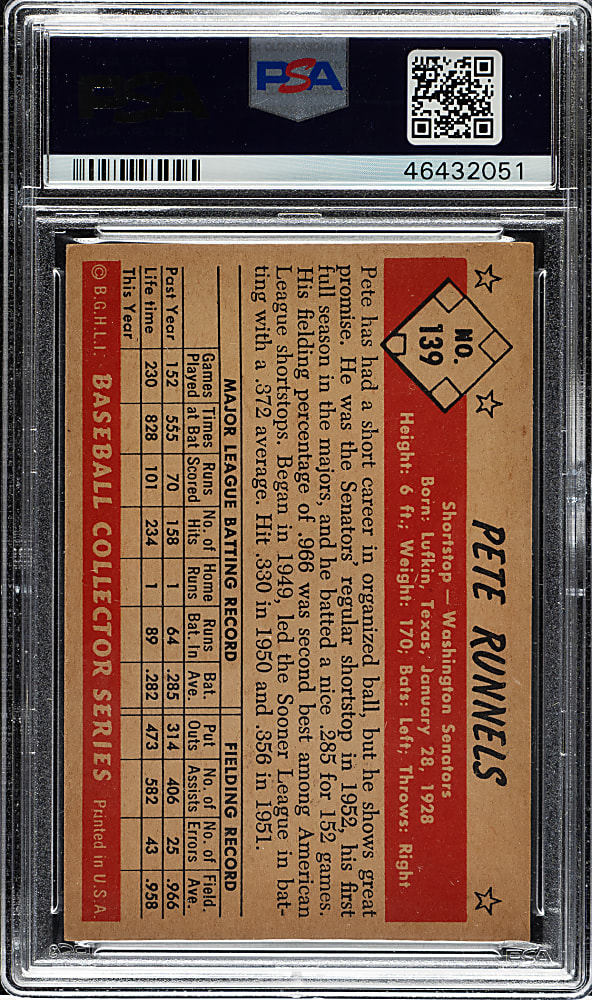 PSA
PSA
46432051
NO.
139
PETE RUNNELS
Shortstop — Washington Senators
Born: Lufkin, Texas, January 28, 1928
Height: 6 ft., Weight: 170; Bats: Left; Throws: Right
Pete has had a short career in organized ball, but he shows great
promise. He was the Senators' regular shortstop in 1952, his first
full season in the majors, and he batted a nice .285 for 152 games.
His fielding percentage of .966 was second best among American
League shortstops. Began in 1949, led the Sooner League in bat-
ting with a .372 average. Hit .330 in 1950 and .356 in 1951.
MAJOR LEAGUE BATTING RECORD FIELDING RECORD
Games Times Runs No. of Home Runs Bat. Put No. of No. of Field.
Played at Bat Scored Hits Runs Bat. In Ave. Outs Assists Errors Ave.
Past Year 152 555 70 158 1 64 .285 314 406 25 .966
Life time 230 828 101 234 1 89 .282 473 582 43 .958
This Year
© B.G.H.L.I. BASEBALL COLLECTOR SERIES Printed in U.S.A.
PSA